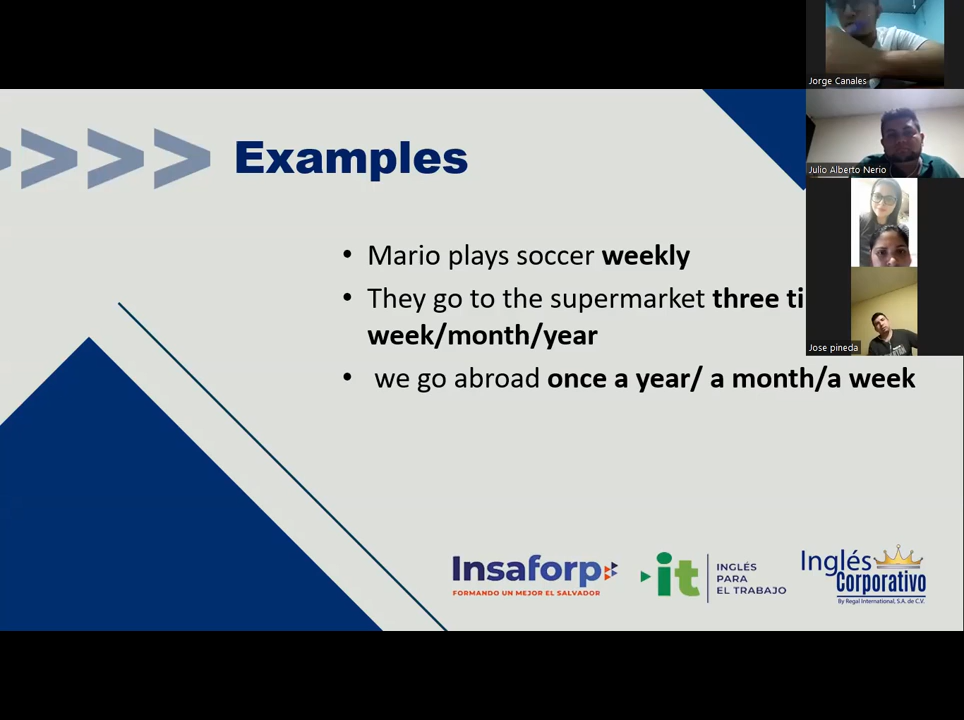 Examples
• Mario plays soccer weekly
• They go to the supermarket three
week/month/year
• we go abroad once a year/ a month/a week
Insaforp
FORMANDO UN MEJOR EL SALVADOR
it
INGLÉS
PARA
EL TRABAJO
Inglés
Corporativo
By Regal International, S.A. de C.V.
Jorge Canales
Julio Alberto Nerio
Jose pineda